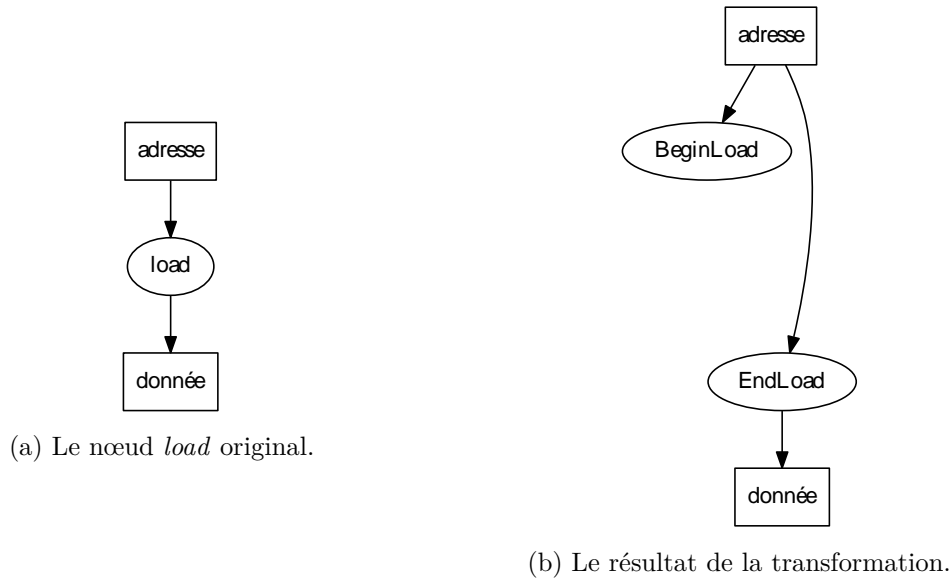 adresse
load
donnée
(a) Le nœud load original.
adresse
BeginLoad
EndLoad
donnée
(b) Le résultat de la transformation.